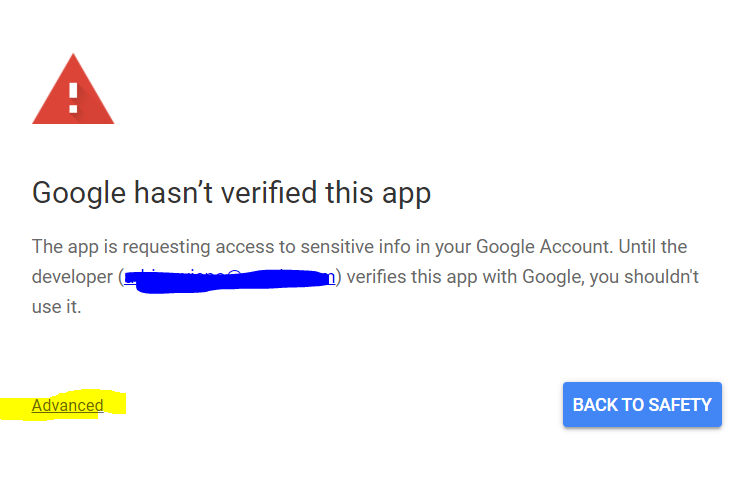 Google hasn't verified this app
The app is requesting access to sensitive info in your Google Account. Until the
developer () verifies this app with Google, you shouldn't
use it.
Advanced
BACK TO SAFETY